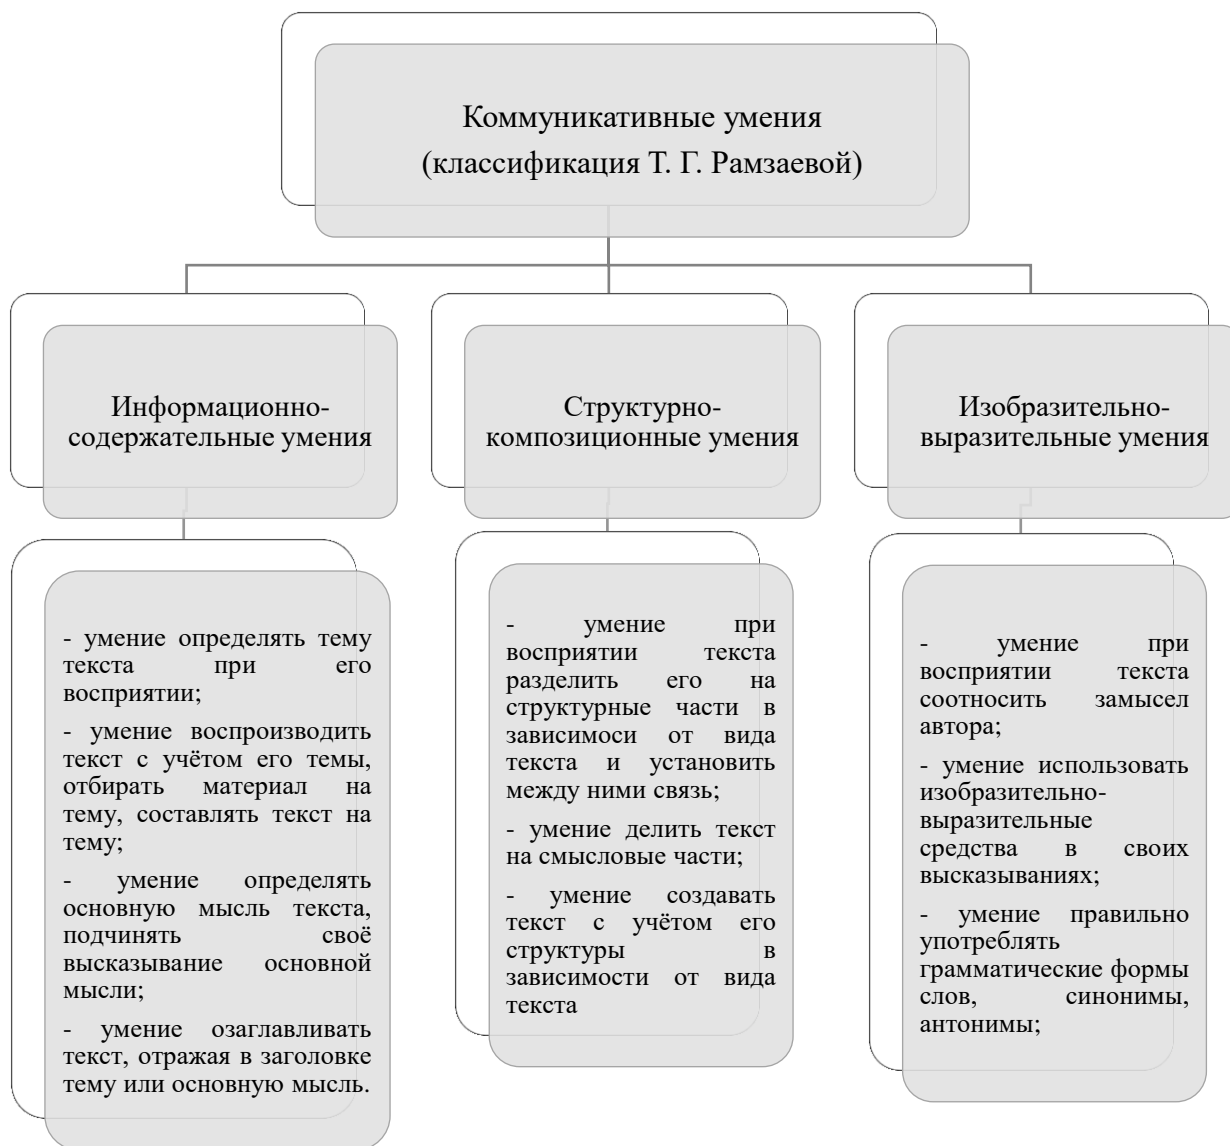 Коммуникативные умения
(классификация Т. Г. Рамзаевой)
Информационно-
содержательные умения
Структурно-
композиционные умения
Изобразительно-
выразительные умения
- умение определять тему
текста при его
восприятии;
- умение воспроизводить
текст с учётом его темы,
отбирать материал на
тему, составлять текст на
тему;
- умение определять
основную мысль текста,
подчинять своё
высказывание основной
мысли;
- умение озаглавливать
текст, отражая в заголовке
тему или основную мысль.
- умение при
восприятии текста
разделить его на
структурные части в
зависимоси от вида
текста и установить
между ними связь;
- умение делить текст
на смысловые части;
- умение создавать
текст с учётом его
структуры в
зависимости от вида
текста
- умение при
восприятии текста
соотносить замысел
автора;
- умение использовать
изобразительно-
выразительные
средства в своих
высказываниях;
- умение правильно
употреблять
грамматические формы
слов, синонимы,
антонимы;